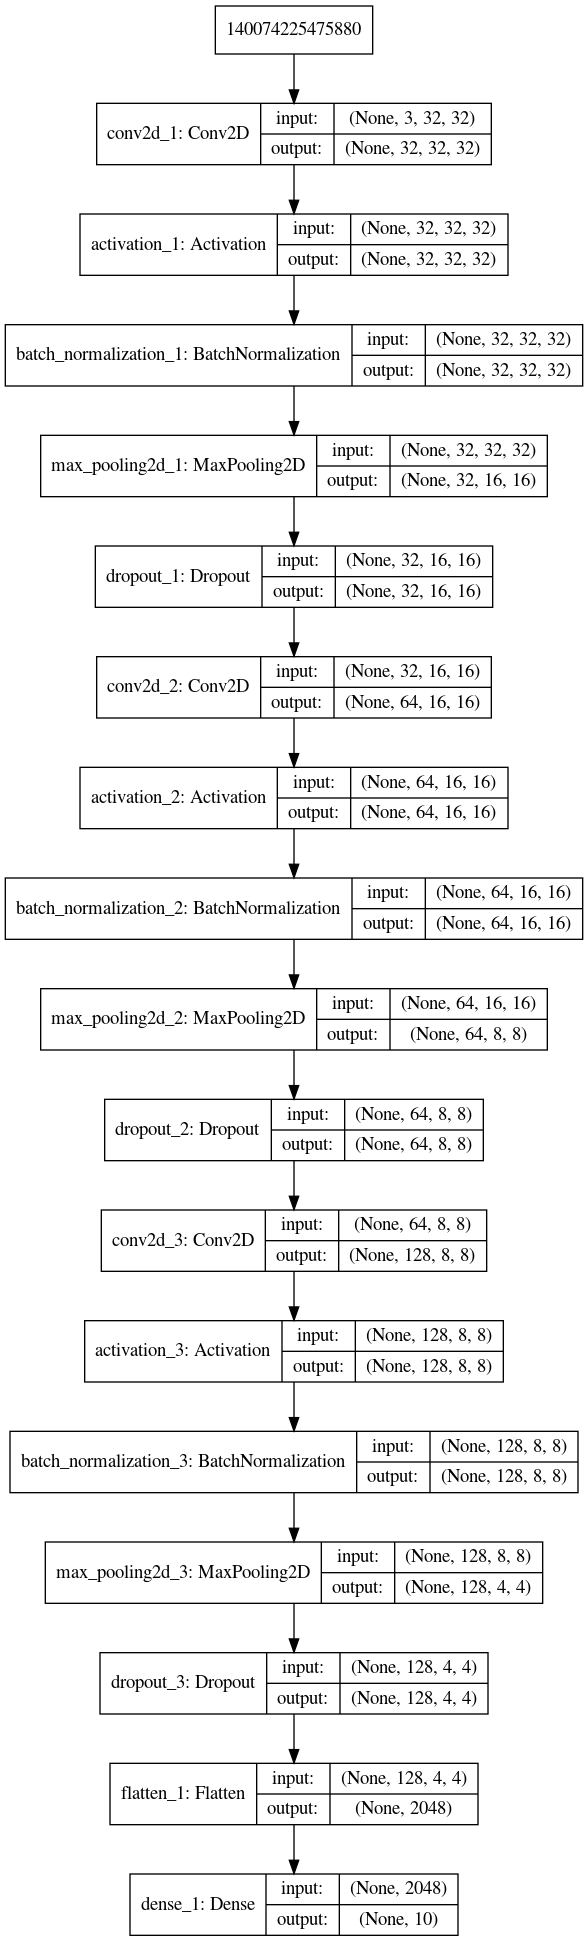 140074225475880
conv2d_1: Conv2D
input: (None, 3, 32, 32)
output: (None, 32, 32, 32)
activation_1: Activation
input: (None, 32, 32, 32)
output: (None, 32, 32, 32)
batch_normalization_1: BatchNormalization
input: (None, 32, 32, 32)
output: (None, 32, 32, 32)
max_pooling2d_1: MaxPooling2D
input: (None, 32, 32, 32)
output: (None, 32, 16, 16)
dropout_1: Dropout
input: (None, 32, 16, 16)
output: (None, 32, 16, 16)
conv2d_2: Conv2D
input: (None, 32, 16, 16)
output: (None, 64, 16, 16)
activation_2: Activation
input: (None, 64, 16, 16)
output: (None, 64, 16, 16)
batch_normalization_2: BatchNormalization
input: (None, 64, 16, 16)
output: (None, 64, 16, 16)
max_pooling2d_2: MaxPooling2D
input: (None, 64, 16, 16)
output: (None, 64, 8, 8)
dropout_2: Dropout
input: (None, 64, 8, 8)
output: (None, 64, 8, 8)
conv2d_3: Conv2D
input: (None, 64, 8, 8)
output: (None, 128, 8, 8)
activation_3: Activation
input: (None, 128, 8, 8)
output: (None, 128, 8, 8)
batch_normalization_3: BatchNormalization
input: (None, 128, 8, 8)
output: (None, 128, 8, 8)
max_pooling2d_3: MaxPooling2D
input: (None, 128, 8, 8)
output: (None, 128, 4, 4)
dropout_3: Dropout
input: (None, 128, 4, 4)
output: (None, 128, 4, 4)
flatten_1: Flatten
input: (None, 128, 4, 4)
output: (None, 2048)
dense_1: Dense
input: (None, 2048)
output: (None, 10)